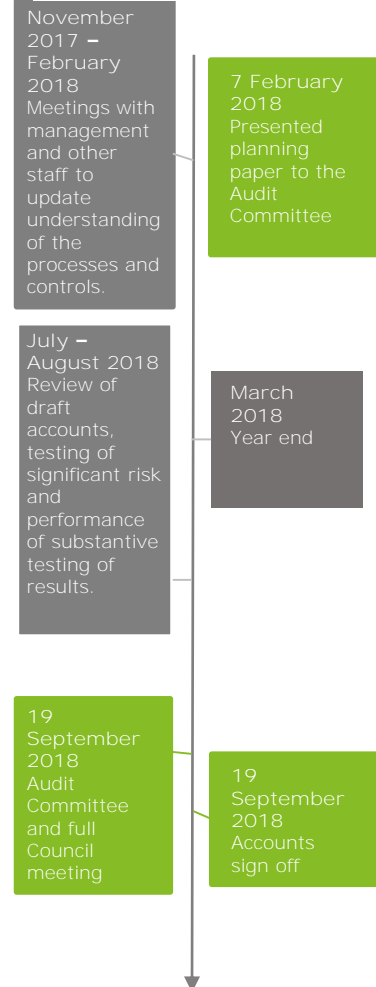 November
2017 –
February
2018
Meetings with
management
and other
staff to
update
understanding
of the
processes and
controls.
7 February
2018
Presented
planning
paper to the
Audit
Committee
July –
August 2018
Review of
draft
accounts,
testing of
significant risk
and
performance
of substantive
testing of
results.
March
2018
Year end
19
September
2018
Audit
Committee
and full
Council
meeting
19
September
2018
Accounts
sign off